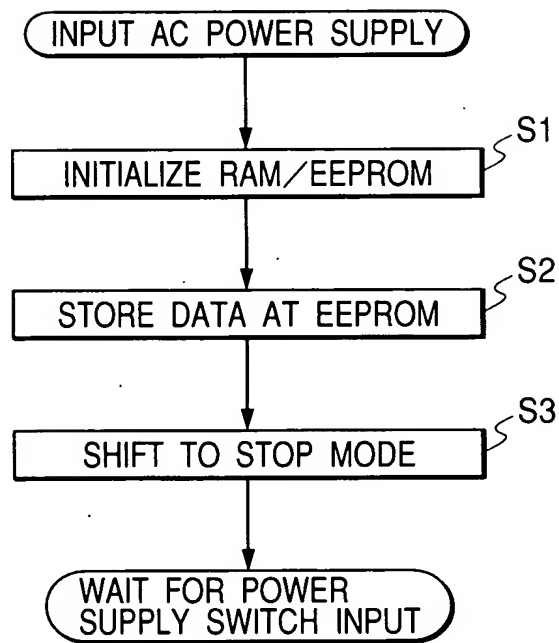 INPUT AC POWER SUPPLY
S1
INITIALIZE RAM/EEPROM
S2
STORE DATA AT EEPROM
S3
SHIFT TO STOP MODE
WAIT FOR POWER
SUPPLY SWITCH INPUT